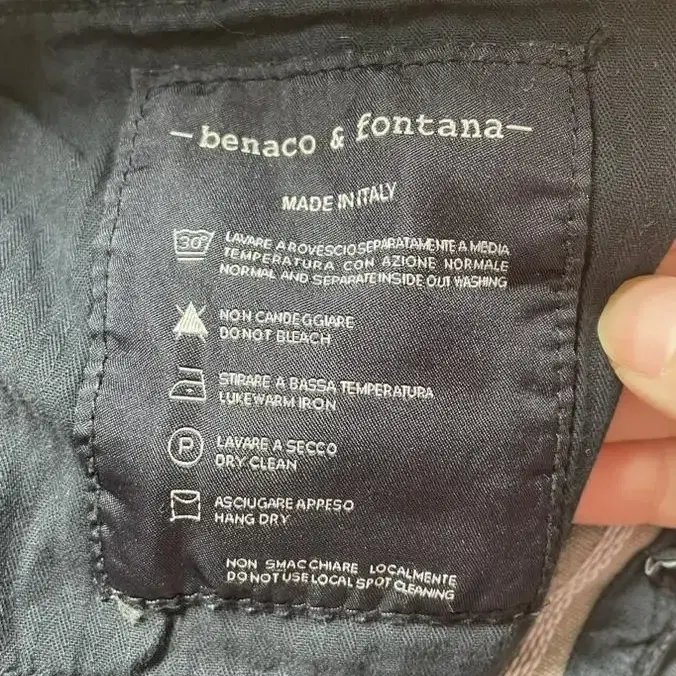 —benaco & fontana—
MADE IN ITALY
30°
LAVARE A ROVESCIO SEPARATAMENTE A MEDIA
TEMPERATURA CON AZIONE NORMALE
NORMAL AND SEPARATE INSIDE OUT WASHING
NON CANDEGGIARE
DO NOT BLEACH
STIRARE A BASSA TEMPERATURA
LUKEWARM IRON
P
LAVARE A SECCO
DRY CLEAN
ASCIUGARE APPESO
HANG DRY
NON SMACCHIARE LOCALMENTE
DO NOT USE LOCAL SPOT CLEANING